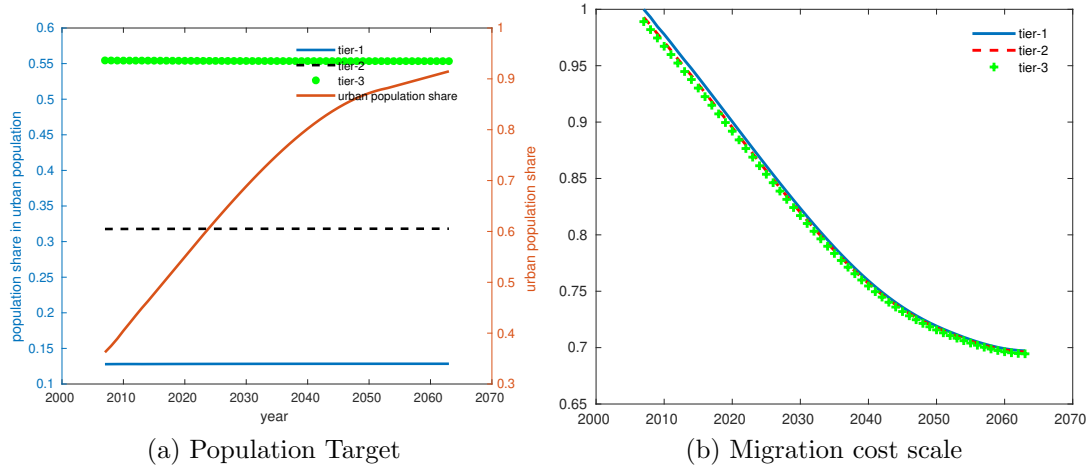 0.6
0.55
0.5
0.45
0.4
0.35
0.3
0.25
0.2
0.15
0.1
population share in urban population
tier-1
tier-2
tier-3
urban population share
1
0.9
0.8
0.7
0.6
0.5
0.4
0.3
urban population share
2000 2010 2020 2030 2040 2050 2060 2070
year
(a) Population Target
1
0.95
0.9
0.85
0.8
0.75
0.7
0.65
tier-1
tier-2
tier-3
2000 2010 2020 2030 2040 2050 2060 2070
(b) Migration cost scale